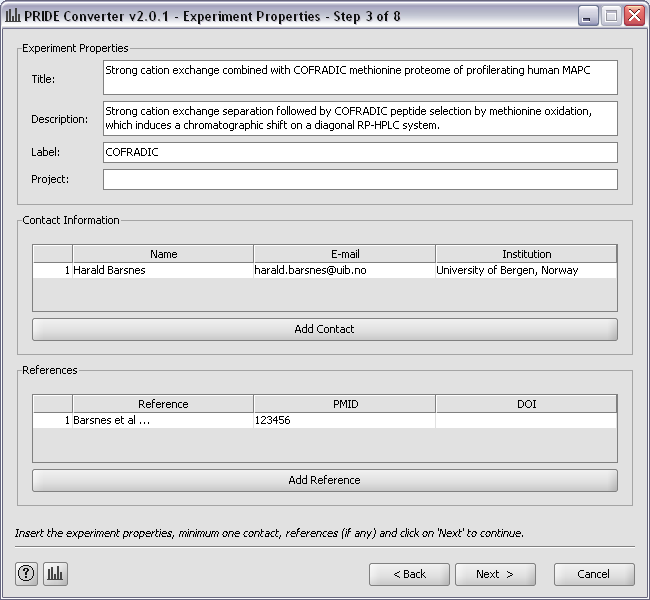 PRIDE Converter v2.0.1 - Experiment Properties - Step 3 of 8
Experiment Properties
Title:
Strong cation exchange combined with COFRADIC methionine proteome of profilerating human MAPC
Description:
Strong cation exchange separation followed by COFRADIC peptide selection by methionine oxidation,
which induces a chromatographic shift on a diagonal RP-HPLC system.
Label:
COFRADIC
Project:
Contact Information
Name E-mail Institution
1 Harald Barsnes harald.barsnes@uib.no University of Bergen, Norway
Add Contact
References
Reference PMID DOI
1 Barsnes et al ... 123456
Add Reference
Insert the experiment properties, minimum one contact, references (if any) and click on 'Next' to continue.
? < Back Next > Cancel